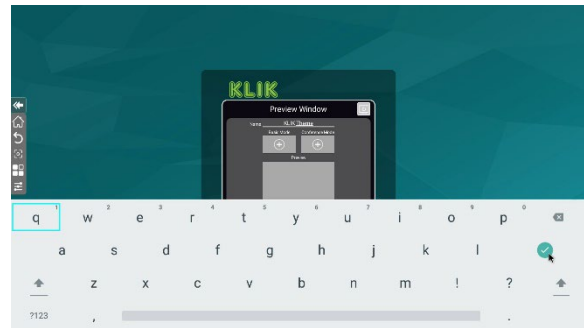 KLIK
Preview Window
Name KLIK Theme
Basic Mode Conference Mode
Preview
q 1 w 2 e 3 r 4 t 5 y 6 u 7 i 8 o 9 p 0
a s d f g h j k l
z x c v b n m ! ?
?123 , .